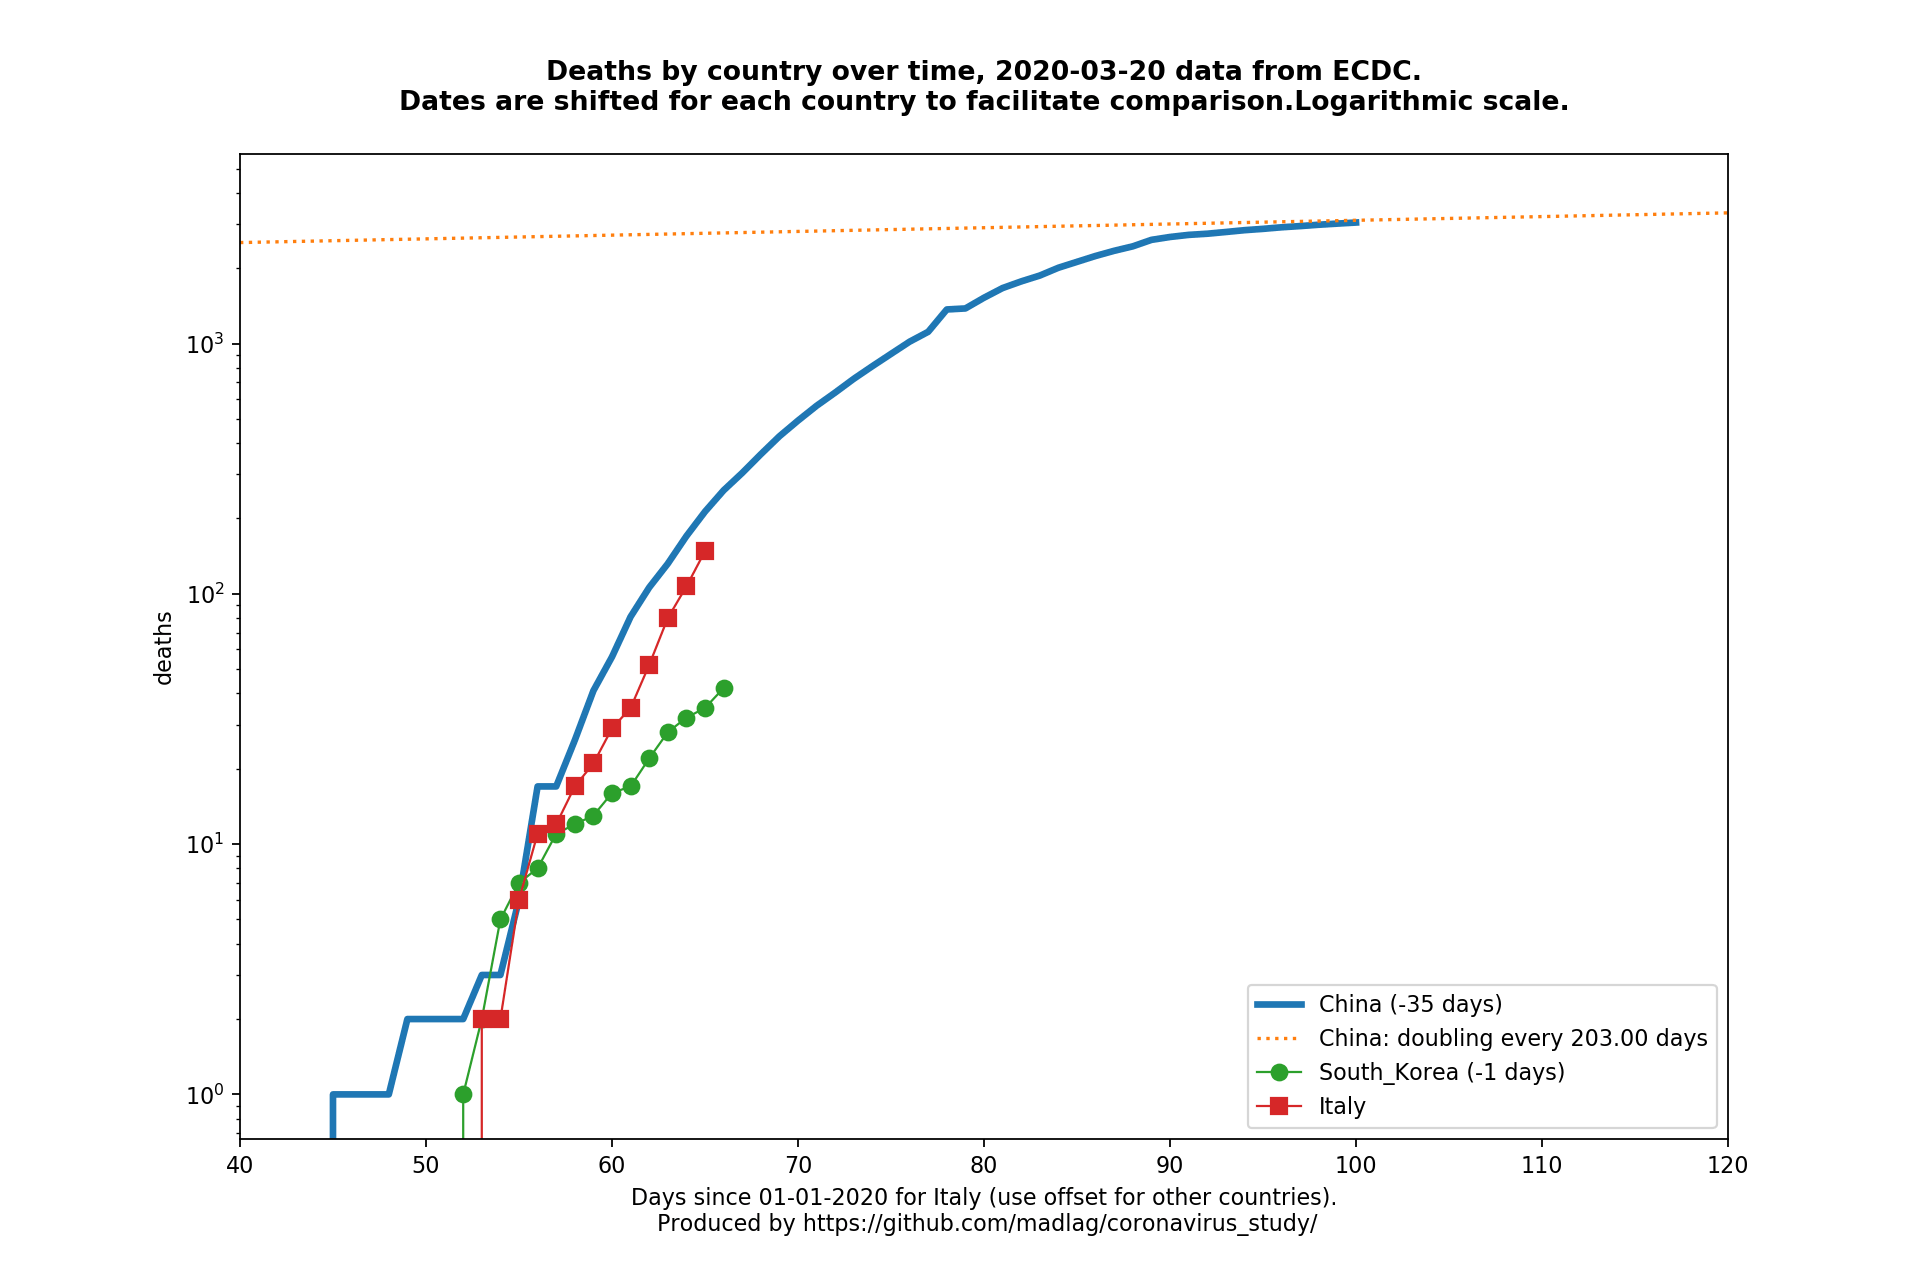 Deaths by country over time, 2020-03-20 data from ECDC.
Dates are shifted for each country to facilitate comparison.Logarithmic scale.
10³
10²
10¹
10⁰
deaths
China (-35 days)
China: doubling every 203.00 days
South_Korea (-1 days)
Italy
40 50 60 70 80 90 100 110 120
Days since 01-01-2020 for Italy (use offset for other countries).
Produced by https://github.com/madlag/coronavirus_study/